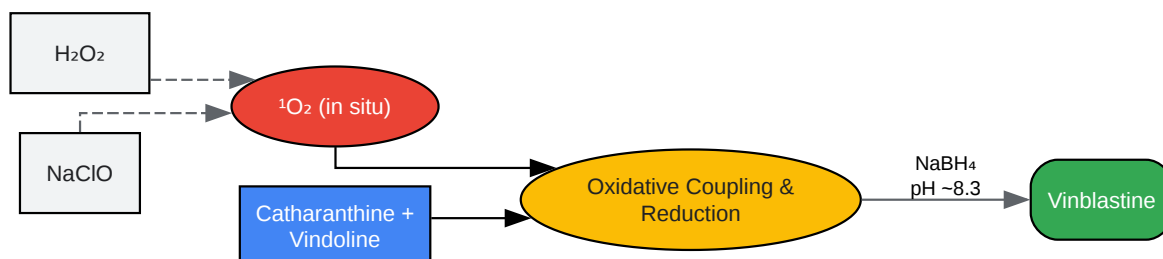 H₂O₂
NaClO
¹O₂ (in situ)
Catharanthine +
Vindoline
Oxidative Coupling &
Reduction
NaBH₄
pH ~8.3
Vinblastine